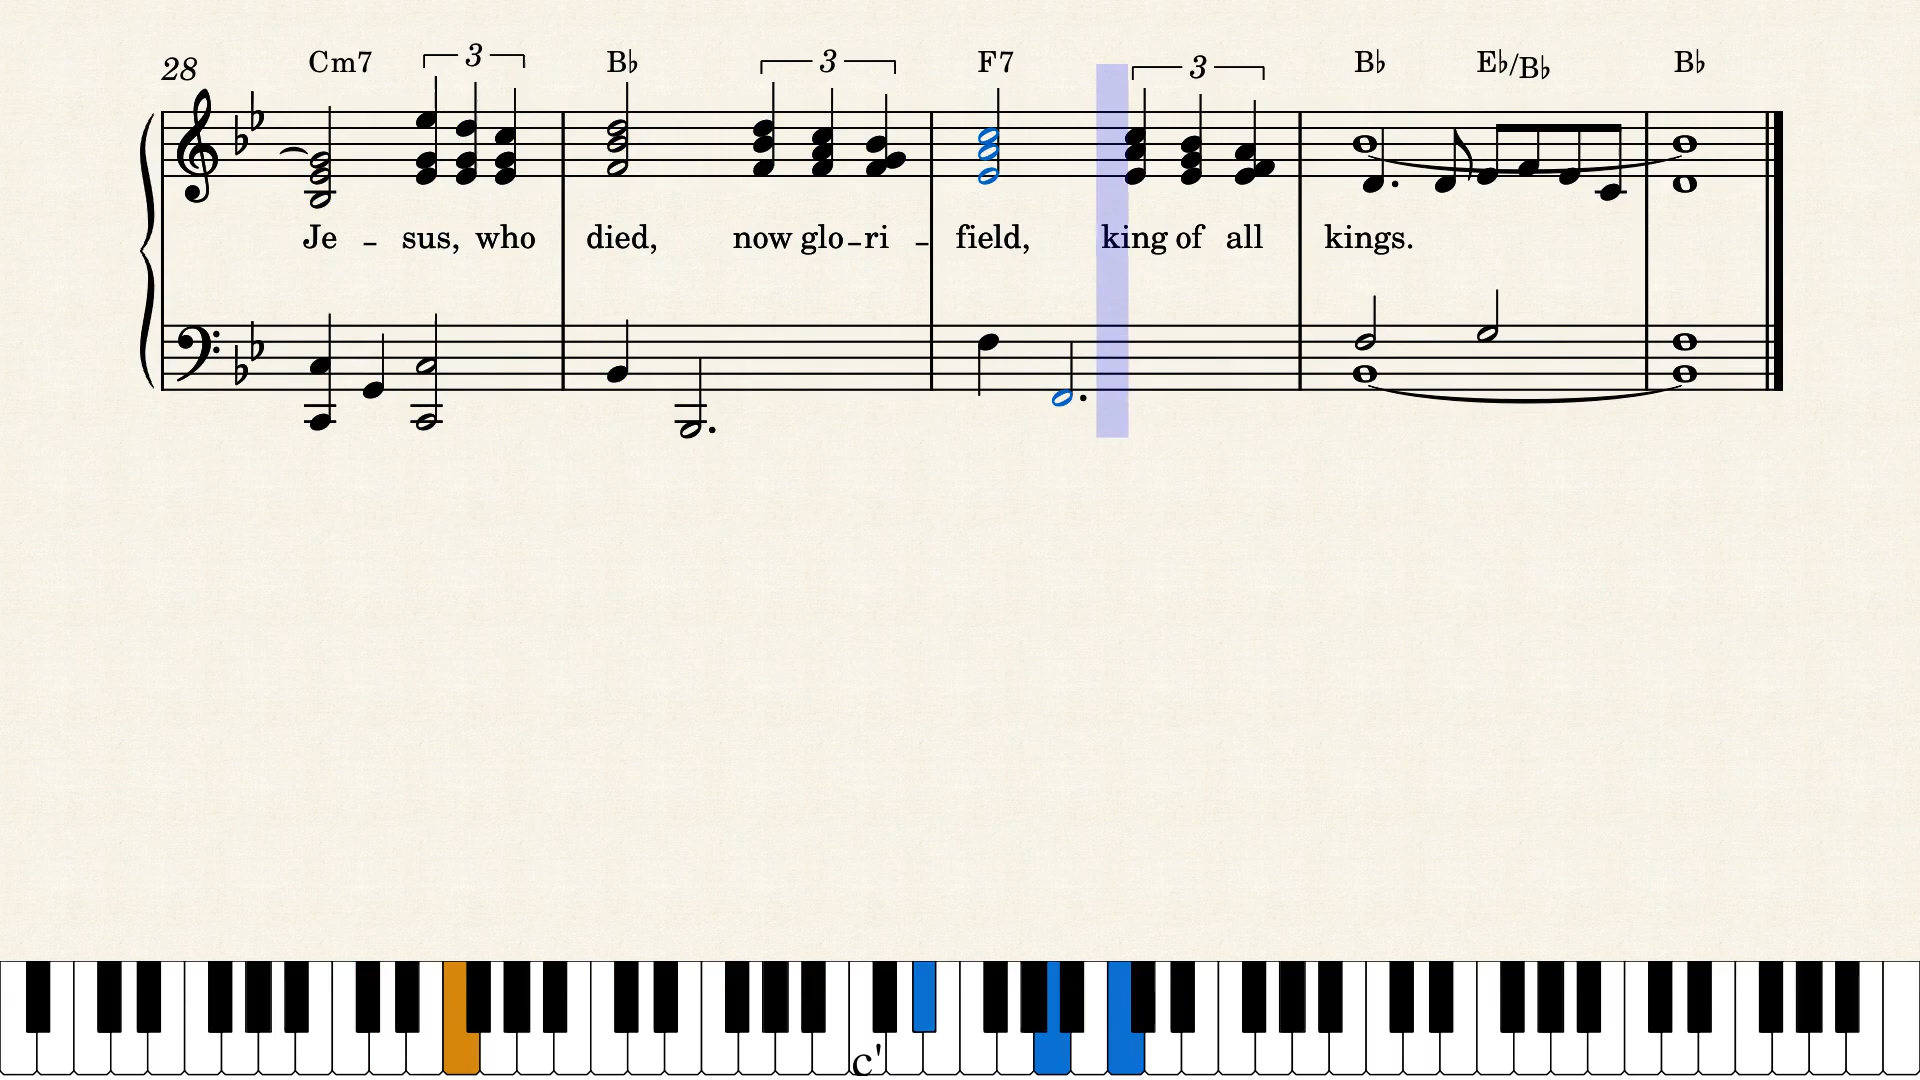 28 Cm7 3 B♭ 3 F7 3 B♭ E♭/B♭ B♭
Je - sus, who died, now glo-ri - field, king of all kings.
c'